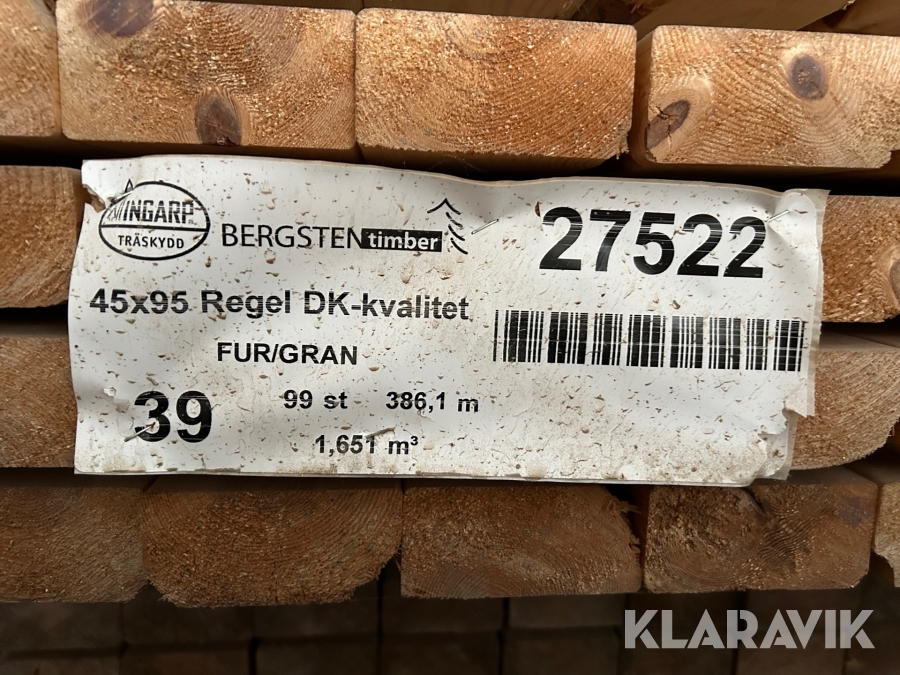 VINGARP
TRÄSKYDD
BERGSTEN timber
27522
45x95 Regel DK-kvalitet
FUR/GRAN
39
99 st 386,1 m
1,651 m³
KLARAVIK